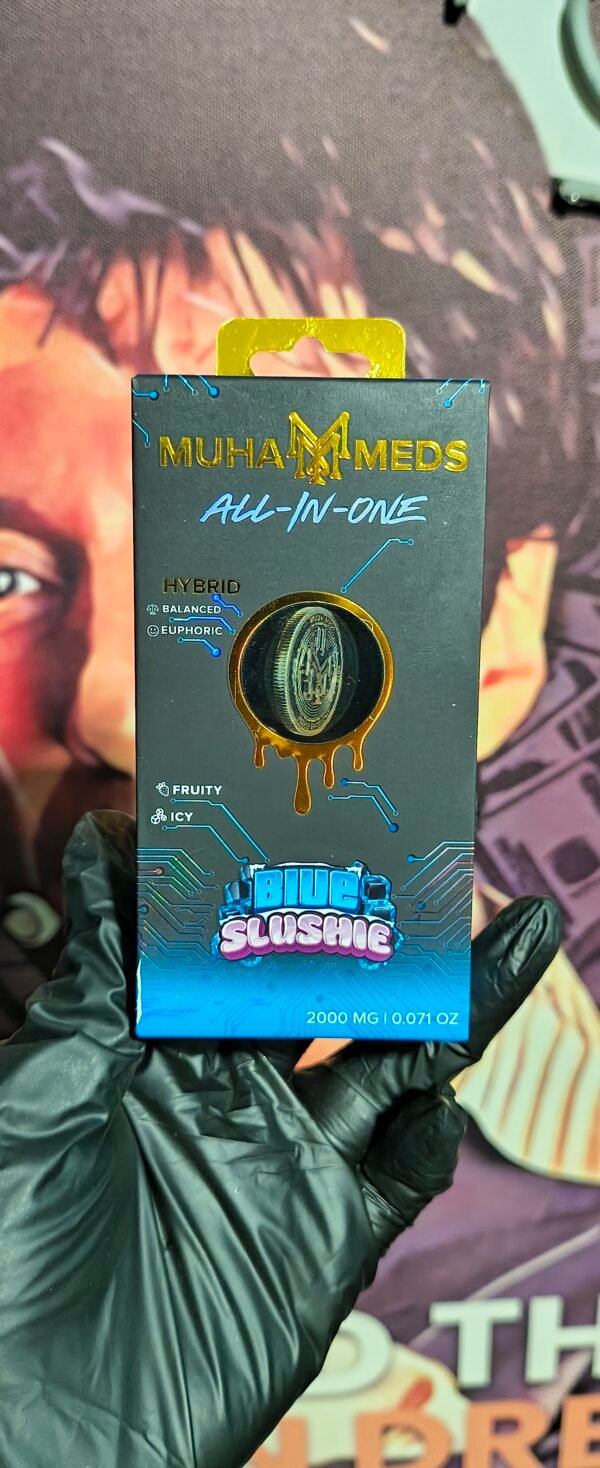 MUHA MEDS
ALL-IN-ONE
HYBRID
BALANCED
EUPHORIC
FRUITY
ICY
BLUE
SLUSHIE
2000 MG | 0.071 OZ